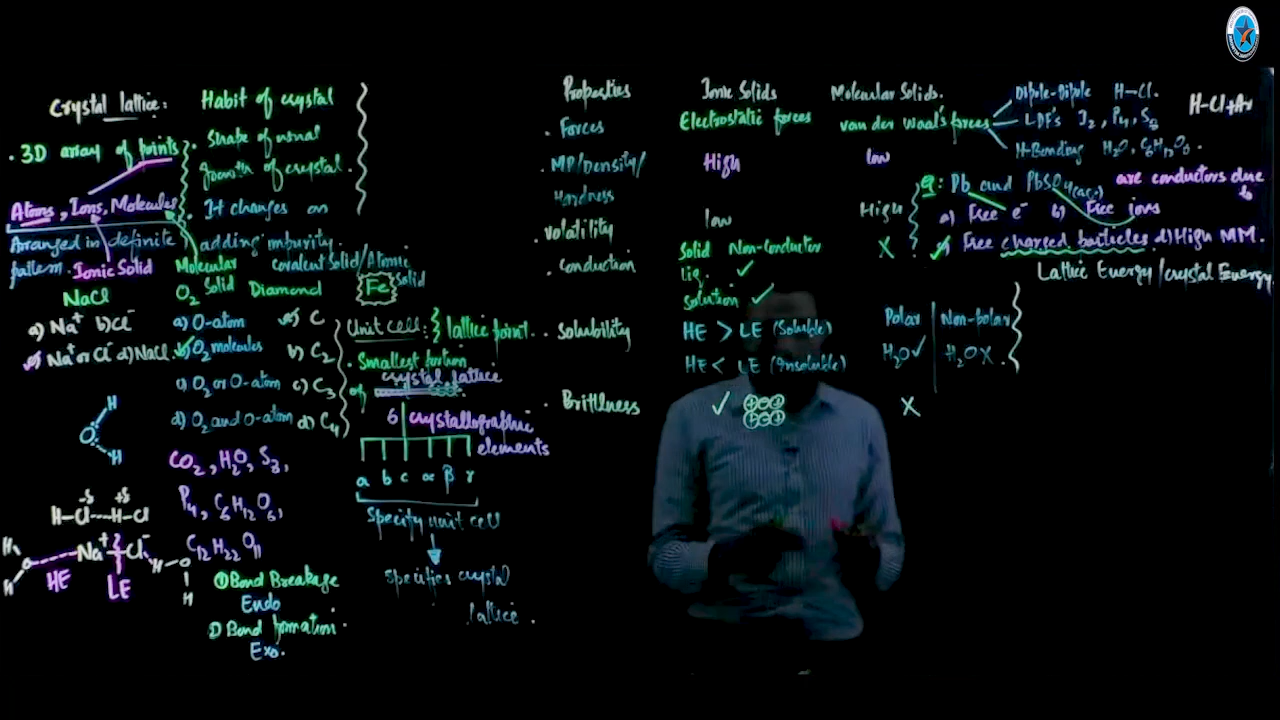 Crystal lattice:
• 3D array of points
Atoms, Ions, Molecules
Arranged in definite
pattern.
Ionic Solid
NaCl
a) Na⁺ b) Cl⁻
c) Na⁺ or Cl⁻ d) NaCl.
Habit of crystal
• Shape of usual
growth of crystal.
• It changes on
adding impurity.
Molecular
Solid
O₂
a) O-atom
b) O₂ molecules
c) O₂ or O-atom
d) O₂ and O-atom
CO₂, H₂O, S₈,
P₄, C₆H₁₂O₆,
C₁₂H₂₂O₁₁
Covalent Solid/Atomic
Solid
Diamond
Fe
a) C
b) C₂
c) C₃
d) C₄
O
H
H
-δ +δ
H-Cl---H-Cl
H
O
H
Na⁺
Cl⁻
H-O
H
HE
LE
① Bond Breakage
Endo
② Bond formation.
Exo.
Unit cell:
lattice point.
• Smallest portion
of crystal lattice
6 crystallographic
elements
a b c α β γ
Specify unit cell
Specifies crystal
lattice.
Properties
• Forces
• MP/Density/
Hardness
• volatility
• Conduction
• Solubility
• Brittlness
Ionic Solids
Electrostatic forces
High
low
Solid Non-Conductor
Liq. ✓
Solution ✓
HE > LE (Soluble)
HE < LE (Insoluble)
✓
Molecular Solids.
van der Waal's forces
Dipole-Dipole H-Cl.
LDF's I₂, P₄, S₈
H-Bonding H₂O, C₆H₁₂O₆.
H-Cl + Ar
low
High
X
Polar Non-polar
H₂O ✓ H₂O X.
X
Q: Pb and PbSO₄(aq) are conductors due
to
a) Free e⁻ b) Free ions
c) Free charged particles d) High MM.
Lattice Energy/crystal Energy